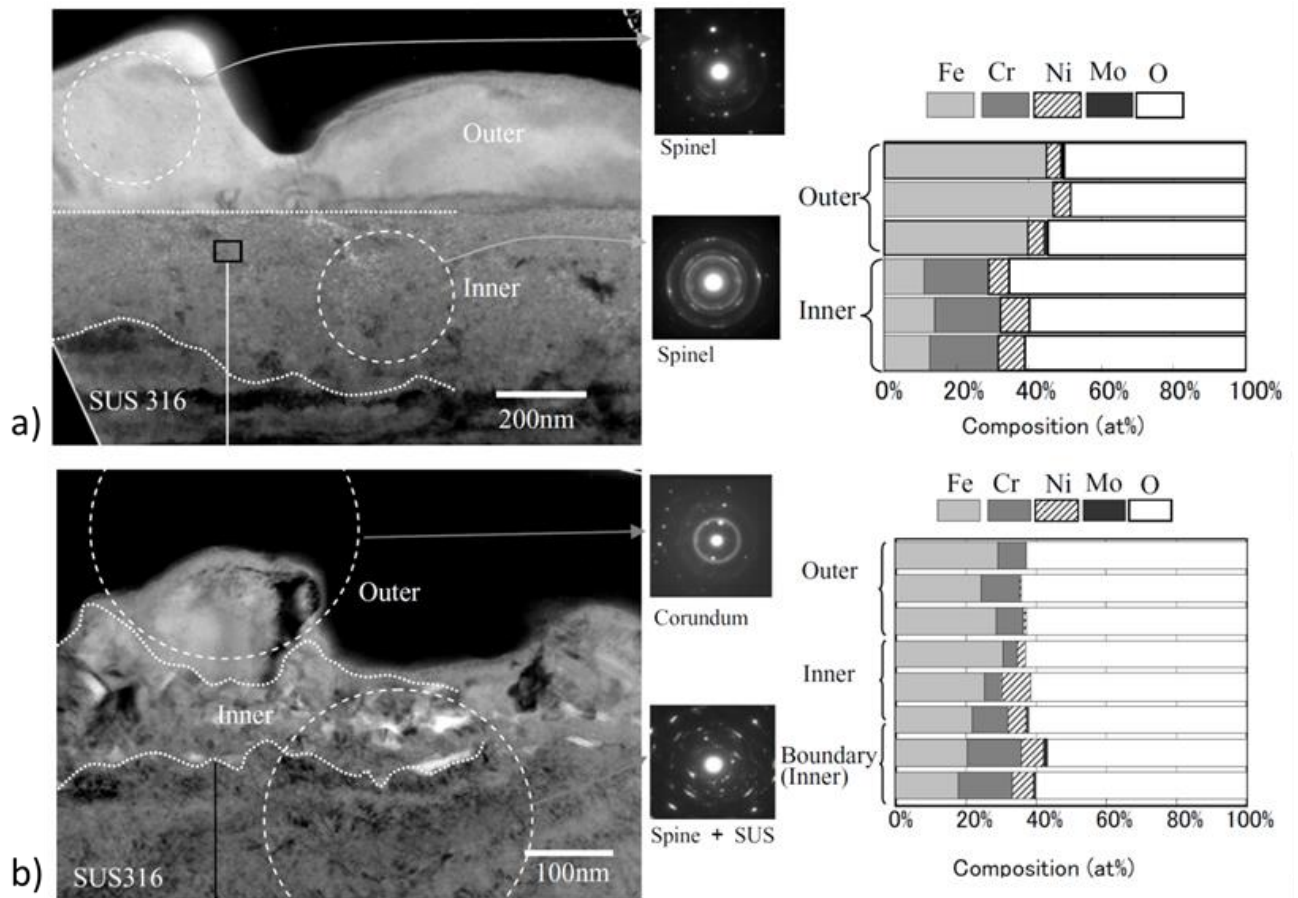 Outer
Inner
SUS 316
200nm
a)
Spinel
Spinel
Fe Cr Ni Mo O
Outer
Inner
0% 20% 40% 60% 80% 100%
Composition (at%)
Outer
Inner
SUS316
100nm
b)
Corundum
Spine + SUS
Fe Cr Ni Mo O
Outer
Inner
Boundary
(Inner)
0% 20% 40% 60% 80% 100%
Composition (at%)